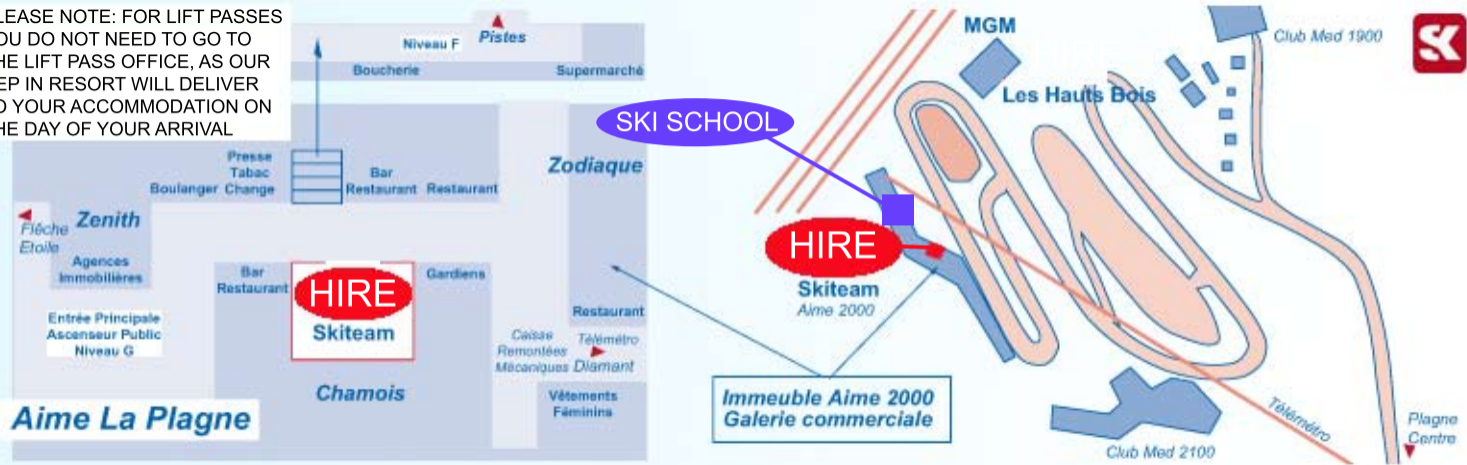 LEASE NOTE: FOR LIFT PASSES
OU DO NOT NEED TO GO TO
HE LIFT PASS OFFICE, AS OUR
EP IN RESORT WILL DELIVER
O YOUR ACCOMMODATION ON
HE DAY OF YOUR ARRIVAL
Niveau F
Pistes
Boucherie
Supermarché
Presse
Tabac
Boulanger Change
Bar
Restaurant
Restaurant
Zodiaque
Flêche
Etoile
Zenith
Agences
Immobilières
Bar
Restaurant
HIRE
Skiteam
Gardiens
Entrée Principale
Ascenseur Public
Niveau G
Restaurant
Caisse
Remontées
Mécaniques
Télémétro
Diamant
Chamois
Vêtements
Féminins
Aime La Plagne
MGM
Club Med 1900
SK
Les Hauts Bois
SKI SCHOOL
HIRE
Skiteam
Aime 2000
Immeuble Aime 2000
Galerie commerciale
Télémétro
Club Med 2100
Plagne
Centre